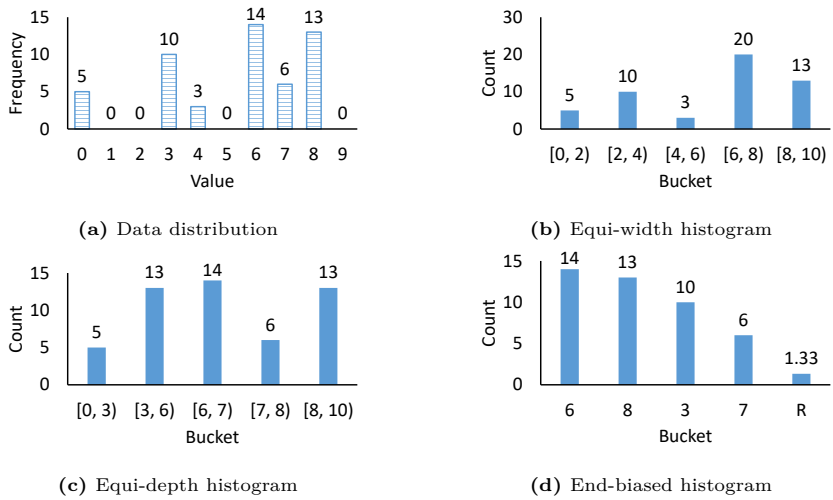 15
10
5
0
Frequency
5
0
0
10
3
0
14
6
13
0
0 1 2 3 4 5 6 7 8 9
Value
(a) Data distribution
30
20
10
0
Count
5
10
3
20
13
[0, 2) [2, 4) [4, 6) [6, 8) [8, 10)
Bucket
(b) Equi-width histogram
15
10
5
0
Count
5
13
14
6
13
[0, 3) [3, 6) [6, 7) [7, 8) [8, 10)
Bucket
(c) Equi-depth histogram
15
10
5
0
Count
14
13
10
6
1.33
6 8 3 7 R
Bucket
(d) End-biased histogram